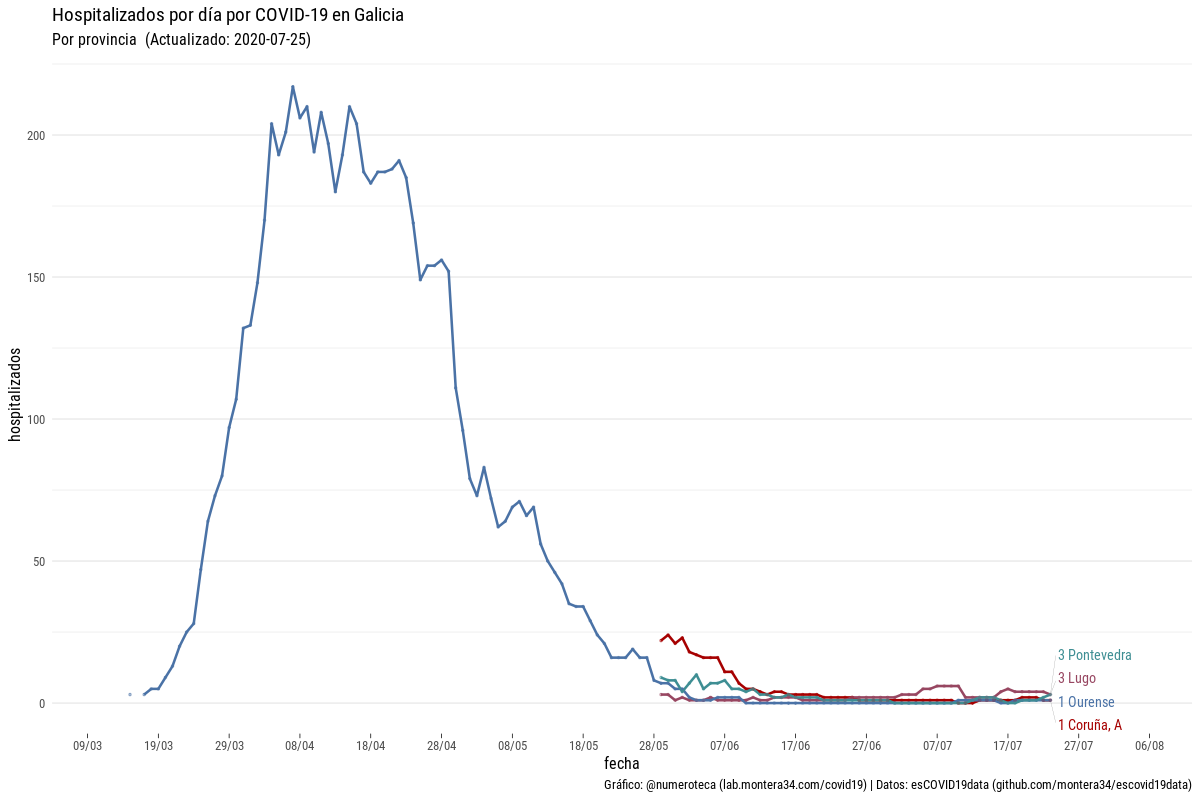 Hospitalizados por día por COVID-19 en Galicia
Por provincia (Actualizado: 2020-07-25)
hospitalizados
200
150
100
50
0
3 Pontevedra
3 Lugo
1 Ourense
1 Coruña, A
09/03 19/03 29/03 08/04 18/04 28/04 08/05 18/05 28/05 07/06 17/06 27/06 07/07 17/07 27/07 06/08
fecha
Gráfico: @numeroteca (lab.montera34.com/covid19) | Datos: esCOVID19data (github.com/montera34/escovid19data)